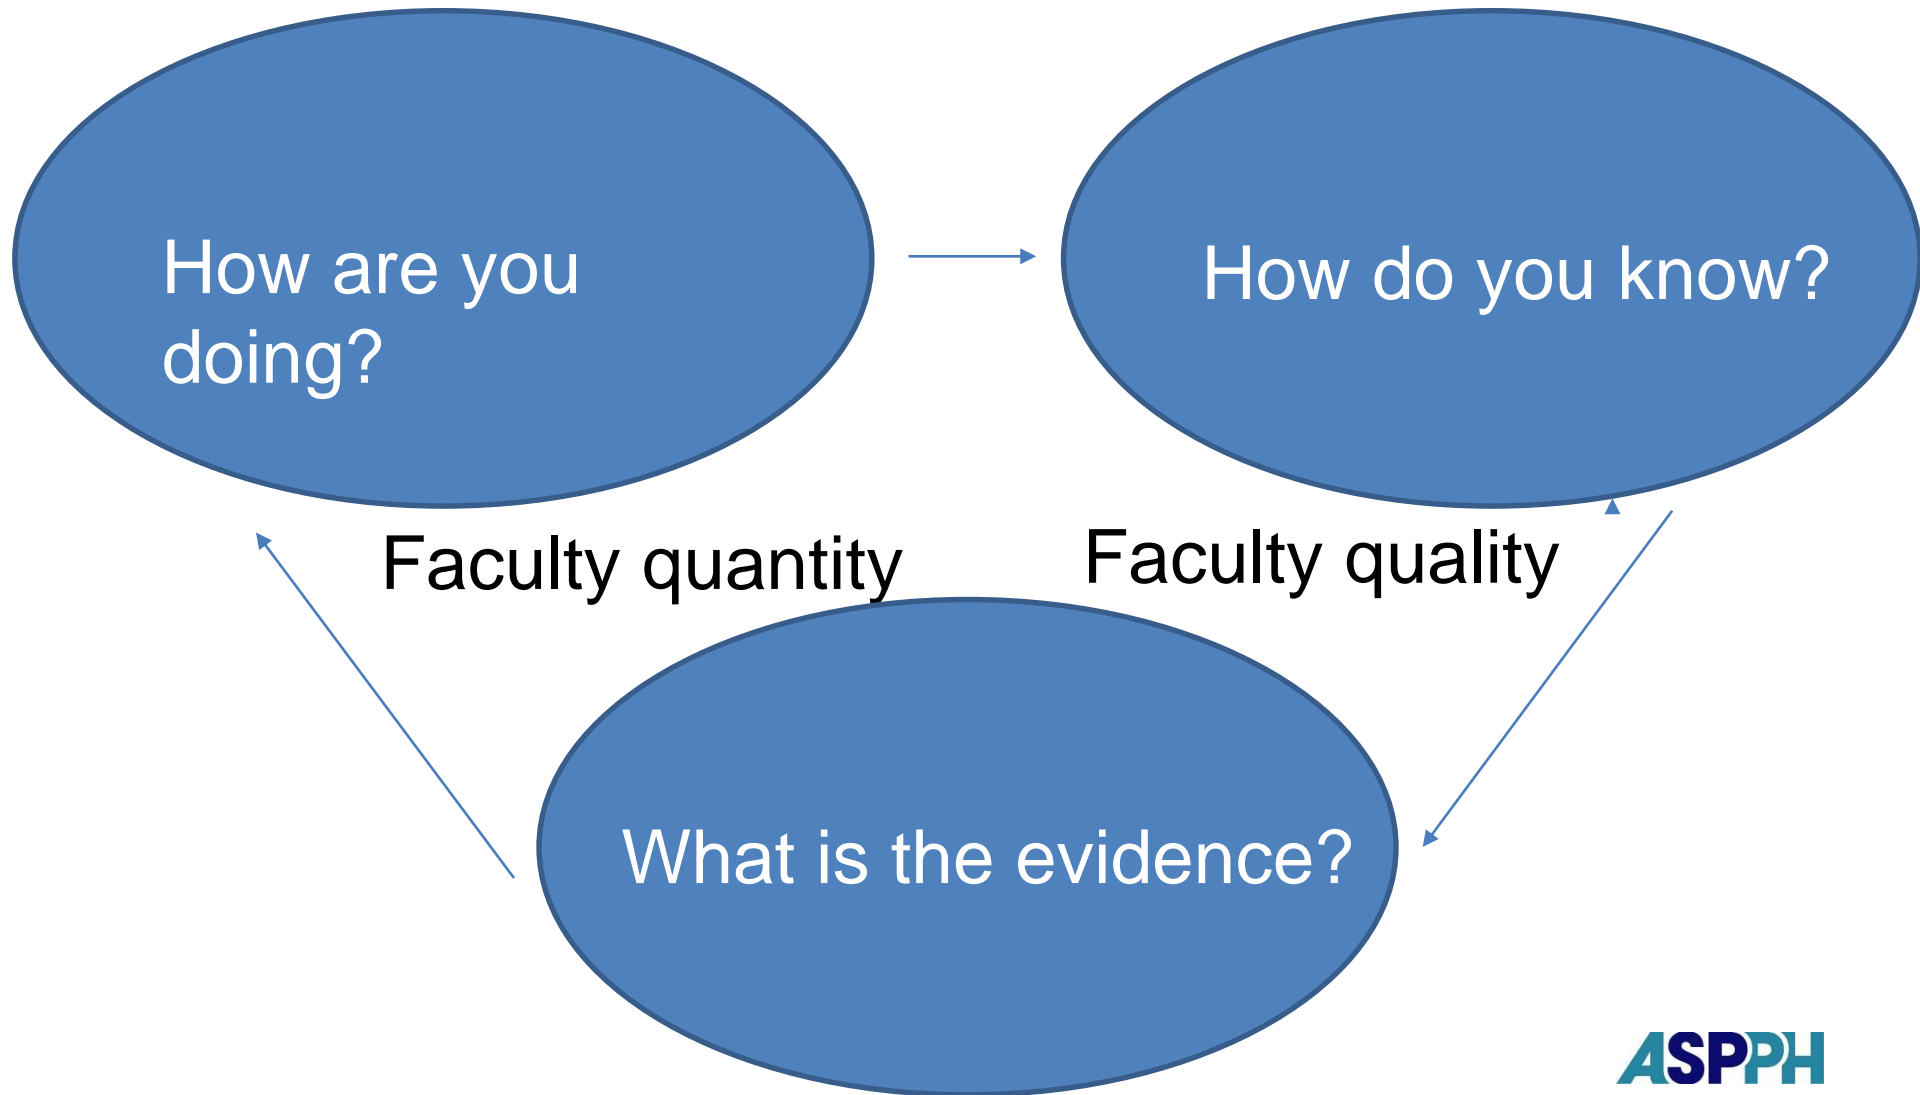 How are you
doing?
How do you know?
Faculty quantity
Faculty quality
What is the evidence?
ASPPH